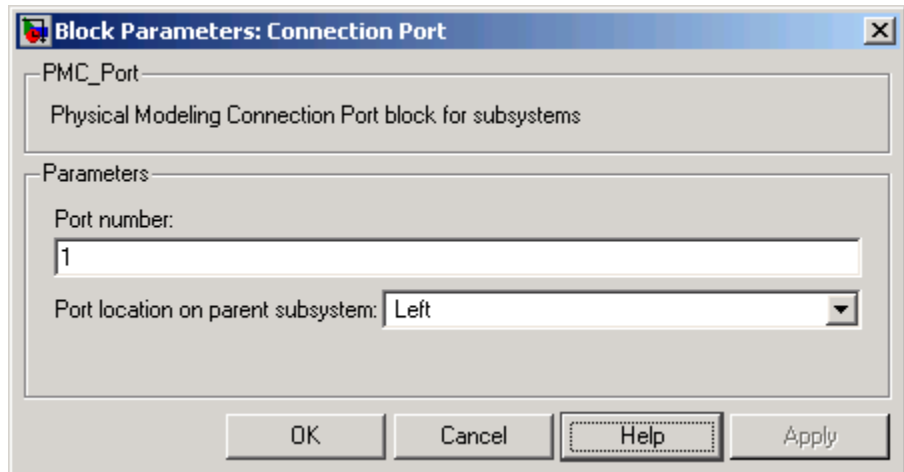 Block Parameters: Connection Port
PMC_Port
Physical Modeling Connection Port block for subsystems
Parameters
Port number:
1
Port location on parent subsystem: Left
OK Cancel Help Apply